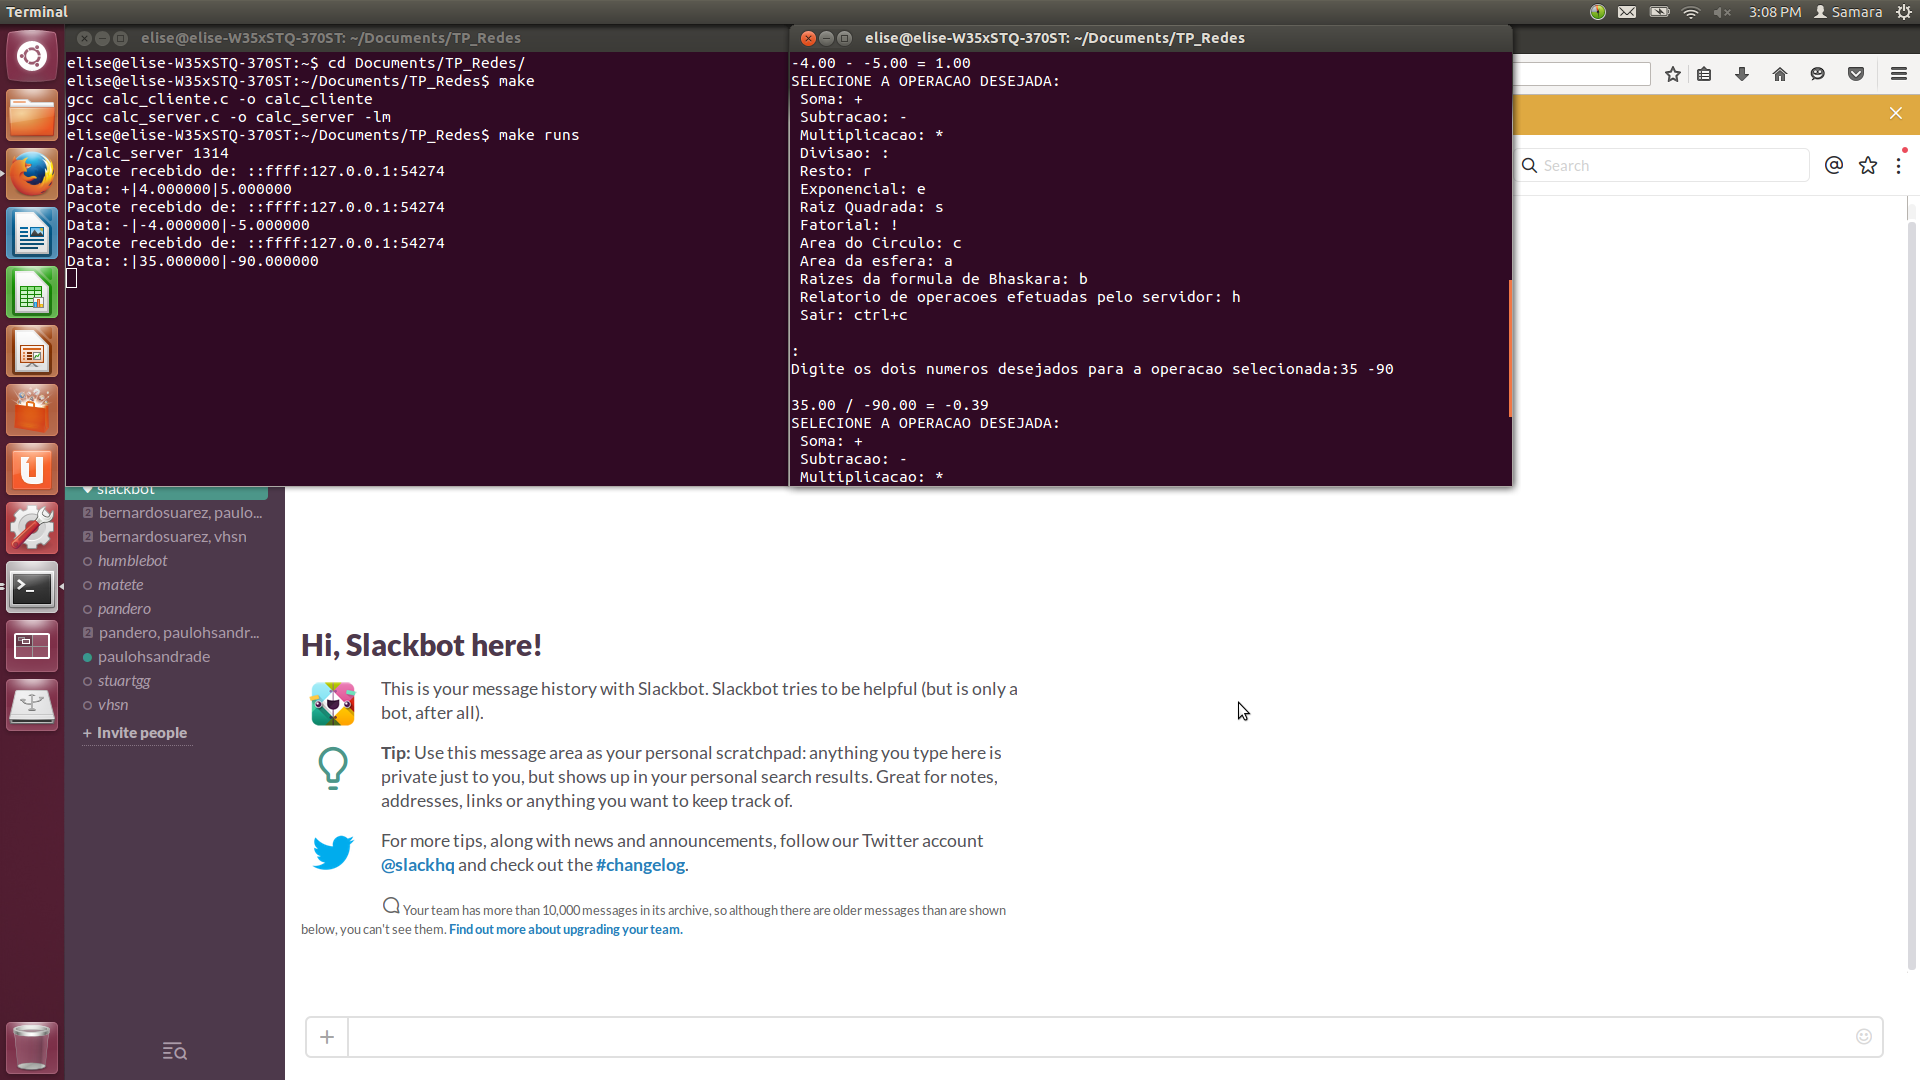 Terminal
3:08 PM
Samara
elise@elise-W35xSTQ-370ST: ~/Documents/TP_Redes
elise@elise-W35xSTQ-370ST:~$ cd Documents/TP_Redes/
elise@elise-W35xSTQ-370ST:~/Documents/TP_Redes$ make
gcc calc_cliente.c -o calc_cliente
gcc calc_server.c -o calc_server -lm
elise@elise-W35xSTQ-370ST:~/Documents/TP_Redes$ make runs
./calc_server 1314
Pacote recebido de: ::ffff:127.0.0.1:54274
Data: +|4.000000|5.000000
Pacote recebido de: ::ffff:127.0.0.1:54274
Data: -|-4.000000|-5.000000
Pacote recebido de: ::ffff:127.0.0.1:54274
Data: :|35.000000|-90.000000
elise@elise-W35xSTQ-370ST: ~/Documents/TP_Redes
-4.00 - -5.00 = 1.00
SELECIONE A OPERACAO DESEJADA:
Soma: +
Subtracao: -
Multiplicacao: *
Divisao: :
Resto: r
Exponencial: e
Raiz Quadrada: s
Fatorial: !
Area do Circulo: c
Area da esfera: a
Raizes da formula de Bhaskara: b
Relatorio de operacoes efetuadas pelo servidor: h
Sair: ctrl+c
:
Digite os dois numeros desejados para a operacao selecionada:35 -90
35.00 / -90.00 = -0.39
SELECIONE A OPERACAO DESEJADA:
Soma: +
Subtracao: -
Multiplicacao: *
Search
slackbot
2 bernardosuarez, paulo...
2 bernardosuarez, vhsn
humblebot
matete
pandero
2 pandero, paulohsandr...
paulohsandrade
stuartgg
vhsn
+ Invite people
Hi, Slackbot here!
This is your message history with Slackbot. Slackbot tries to be helpful (but is only a
bot, after all).
Tip: Use this message area as your personal scratchpad: anything you type here is
private just to you, but shows up in your personal search results. Great for notes,
addresses, links or anything you want to keep track of.
For more tips, along with news and announcements, follow our Twitter account
@slackhq and check out the #changelog.
Your team has more than 10,000 messages in its archive, so although there are older messages than are shown
below, you can't see them. Find out more about upgrading your team.